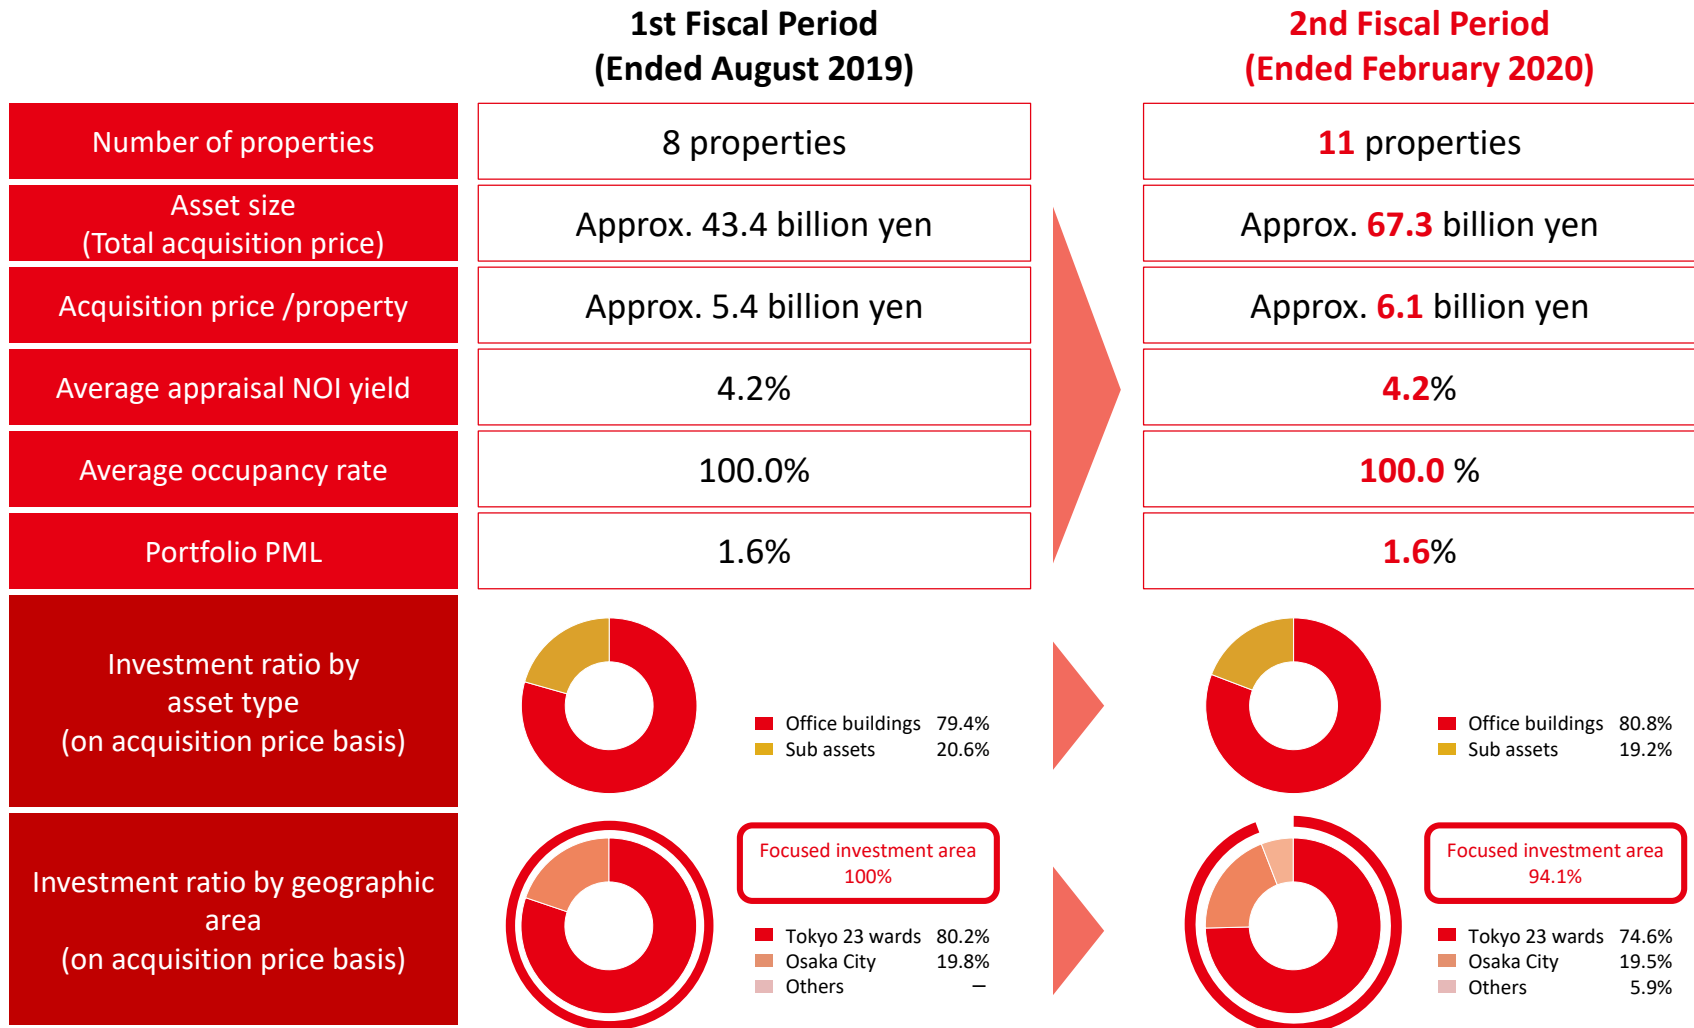 1st Fiscal Period
(Ended August 2019)
2nd Fiscal Period
(Ended February 2020)
Number of properties
8 properties
11 properties
Asset size
(Total acquisition price)
Approx. 43.4 billion yen
Approx. 67.3 billion yen
Acquisition price /property
Approx. 5.4 billion yen
Approx. 6.1 billion yen
Average appraisal NOI yield
4.2%
4.2%
Average occupancy rate
100.0%
100.0 %
Portfolio PML
1.6%
1.6%
Investment ratio by
asset type
(on acquisition price basis)
Office buildings 79.4%
Sub assets 20.6%
Office buildings 80.8%
Sub assets 19.2%
Investment ratio by geographic
area
(on acquisition price basis)
Focused investment area
100%
Tokyo 23 wards 80.2%
Osaka City 19.8%
Others –
Focused investment area
94.1%
Tokyo 23 wards 74.6%
Osaka City 19.5%
Others 5.9%